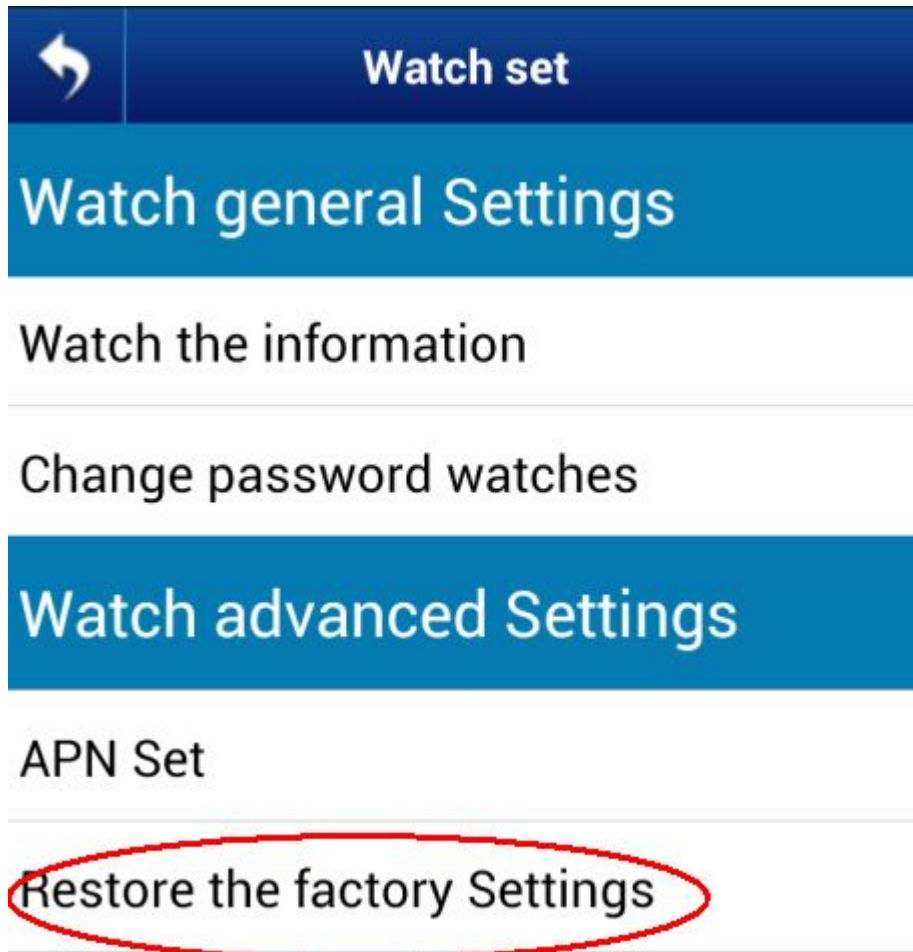 Watch set
Watch general Settings
Watch the information
Change password watches
Watch advanced Settings
APN Set
Restore the factory Settings